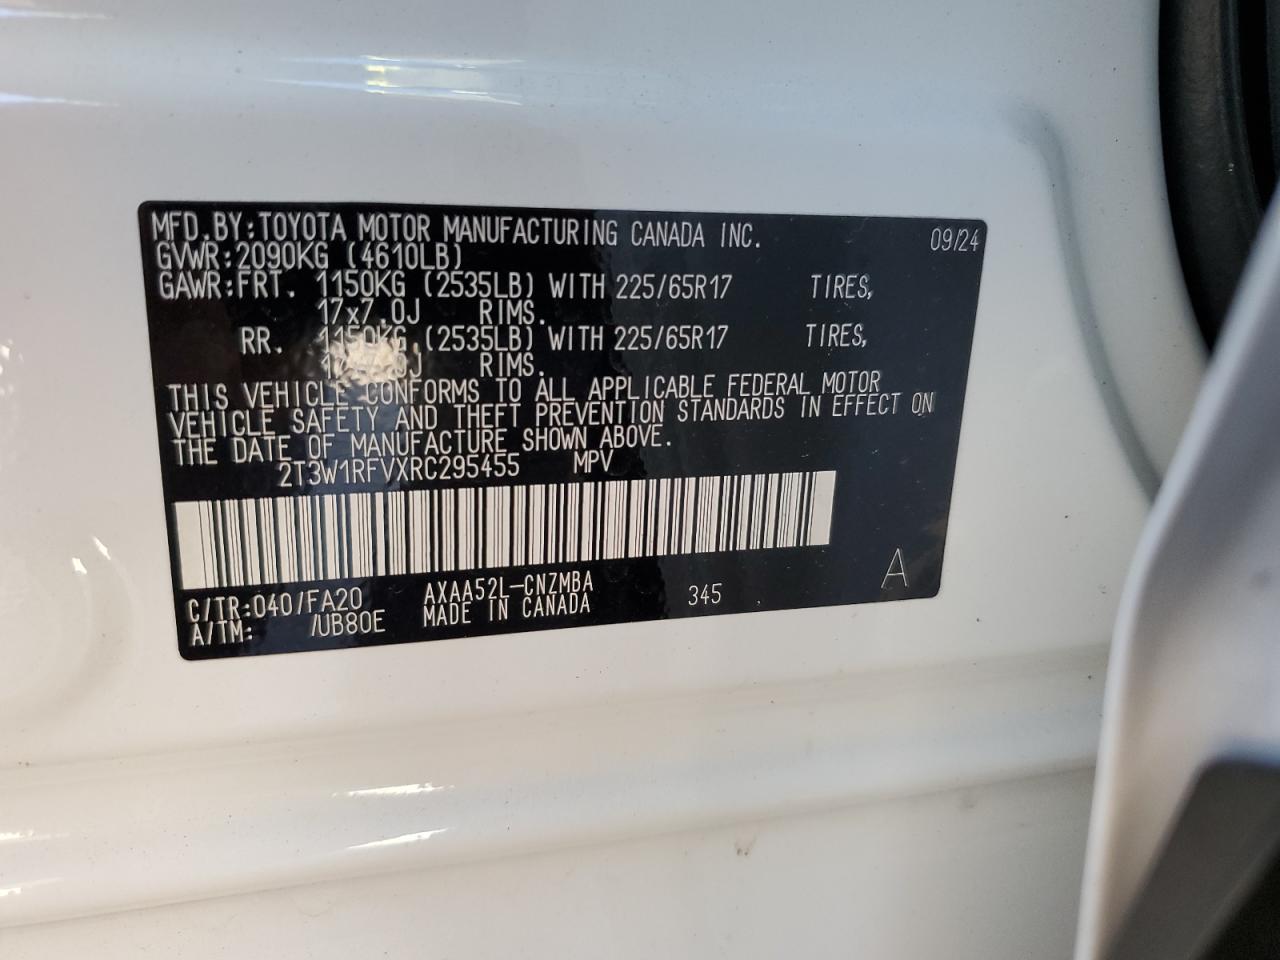 MFD.BY:TOYOTA MOTOR MANUFACTURING CANADA INC. 09/24
GVWR:2090KG (4610LB)
GAWR:FRT. 1150KG (2535LB) WITH 225/65R17 TIRES,
17x7.0J RIMS.
RR. 1150KG (2535LB) WITH 225/65R17 TIRES,
RIMS.
THIS VEHICLE CONFORMS TO ALL APPLICABLE FEDERAL MOTOR
VEHICLE SAFETY AND THEFT PREVENTION STANDARDS IN EFFECT ON
THE DATE OF MANUFACTURE SHOWN ABOVE.
2T3W1RFVXRC295455 MPV
A
C/TR:040/FA20 AXAA52L-CNZMBA 345
A/TM: /UB80E MADE IN CANADA